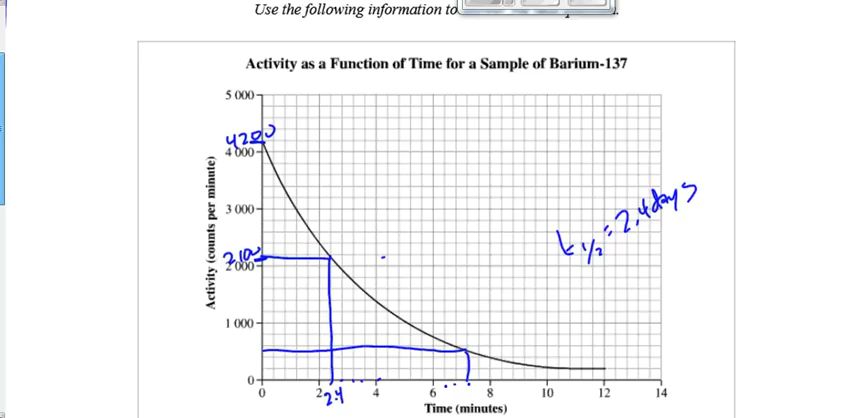 Use the following information to
Activity as a Function of Time for a Sample of Barium-137
5 000
4200
4 000
3 000
2100
2 000
1 000
0
Activity (counts per minute)
t 1/2 = 2.4 days
0 2 4 6 8 10 12 14
2.4
Time (minutes)